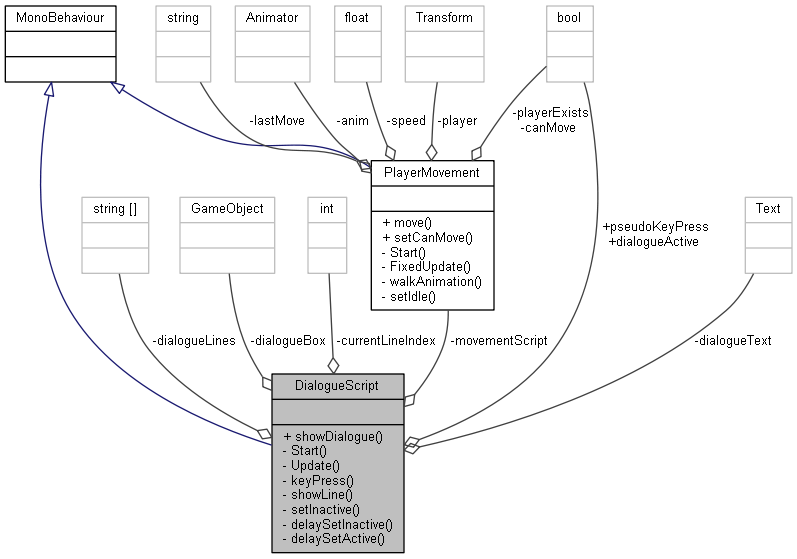 MonoBehaviour
string
Animator
float
Transform
bool
-lastMove
-anim
-speed
-player
-playerExists
-canMove
PlayerMovement
+ move()
+ setCanMove()
- Start()
- FixedUpdate()
- walkAnimation()
- setIdle()
string []
GameObject
int
Text
+pseudoKeyPress
+dialogueActive
-dialogueLines
-dialogueBox
-currentLineIndex
-movementScript
-dialogueText
DialogueScript
+ showDialogue()
- Start()
- Update()
- keyPress()
- showLine()
- setInactive()
- delaySetInactive()
- delaySetActive()